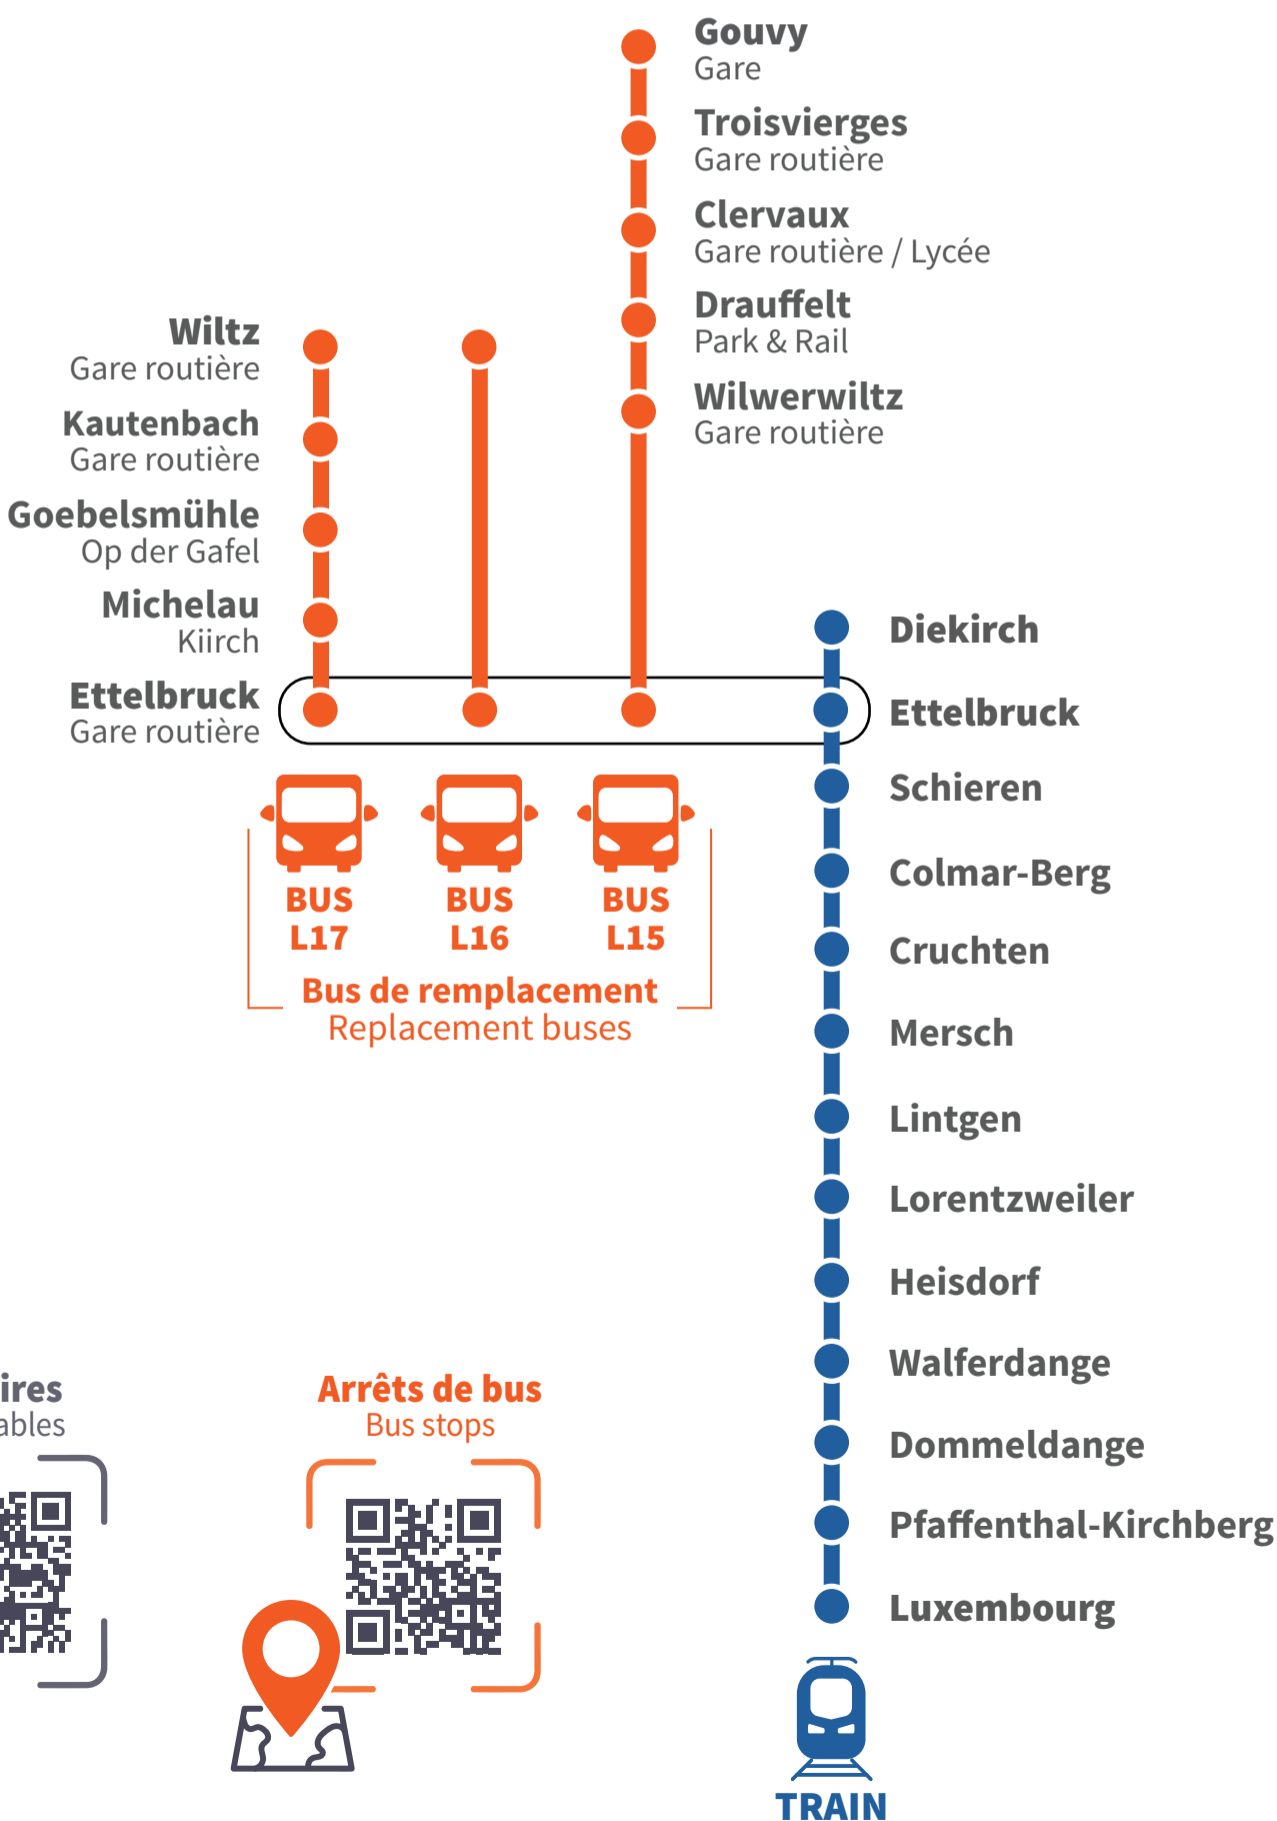 Gouvy
Gare
Troisvierges
Gare routière
Clervaux
Gare routière / Lycée
Drauffelt
Park & Rail
Wilwerwiltz
Gare routière
Wiltz
Gare routière
Kautenbach
Gare routière
Goebelsmühle
Op der Gafel
Michelau
Kiirch
Ettelbruck
Gare routière
Diekirch
Ettelbruck
Schieren
Colmar-Berg
Cruchten
Mersch
Lintgen
Lorentzweiler
Heisdorf
Walferdange
Dommeldange
Pfaffenthal-Kirchberg
Luxembourg
TRAIN
BUS
L17
BUS
L16
BUS
L15
Bus de remplacement
Replacement buses
ires
ables
Arrêts de bus
Bus stops